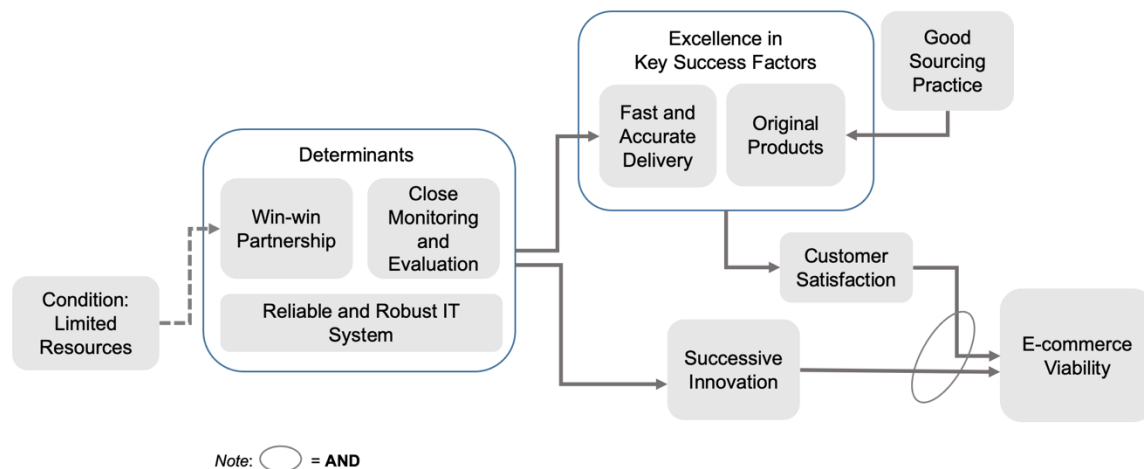 Excellence in
Key Success Factors
Good
Sourcing
Practice
Fast and
Accurate
Delivery
Original
Products
Determinants
Win-win
Partnership
Close
Monitoring
and
Evaluation
Reliable and Robust IT
System
Condition:
Limited
Resources
Customer
Satisfaction
Successive
Innovation
E-commerce
Viability
Note: = AND